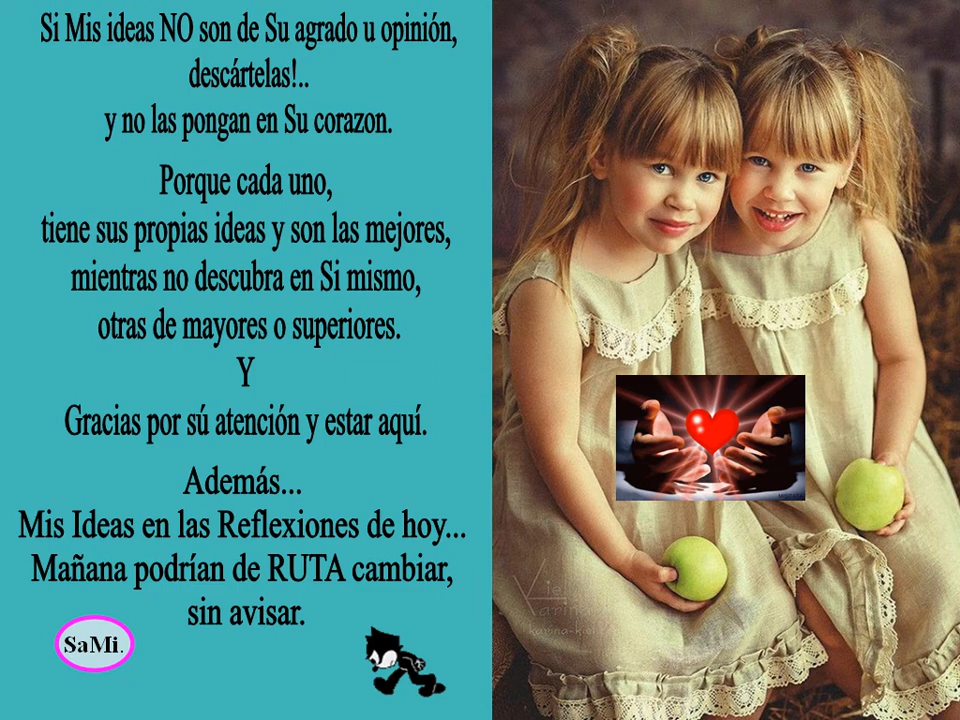 Si Mis ideas NO son de Su agrado u opinión,
descártelas!..
y no las pongan en Su corazon.
Porque cada uno,
tiene sus propias ideas y son las mejores,
mientras no descubra en Si mismo,
otras de mayores o superiores.
Y
Gracias por sú atención y estar aquí.
Además...
Mis Ideas en las Reflexiones de hoy...
Mañana podrían de RUTA cambiar,
sin avisar.
SaMi.